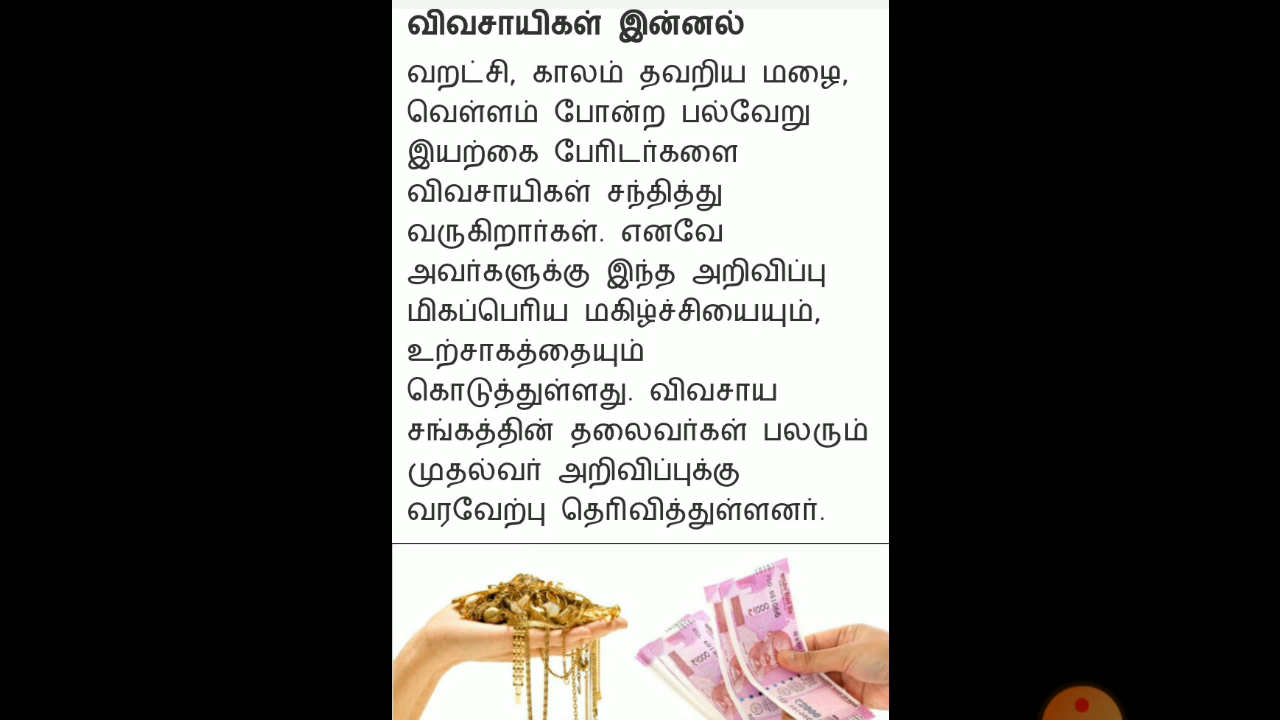 விவசாயிகள் இன்னல்
வறட்சி, காலம் தவறிய மழை,
வெள்ளம் போன்ற பல்வேறு
இயற்கை பேரிடர்களை
விவசாயிகள் சந்தித்து
வருகிறார்கள். எனவே
அவர்களுக்கு இந்த அறிவிப்பு
மிகப்பெரிய மகிழ்ச்சியையும்,
உற்சாகத்தையும்
கொடுத்துள்ளது. விவசாய
சங்கத்தின் தலைவர்கள் பலரும்
முதல்வர் அறிவிப்புக்கு
வரவேற்பு தெரிவித்துள்ளனர்.